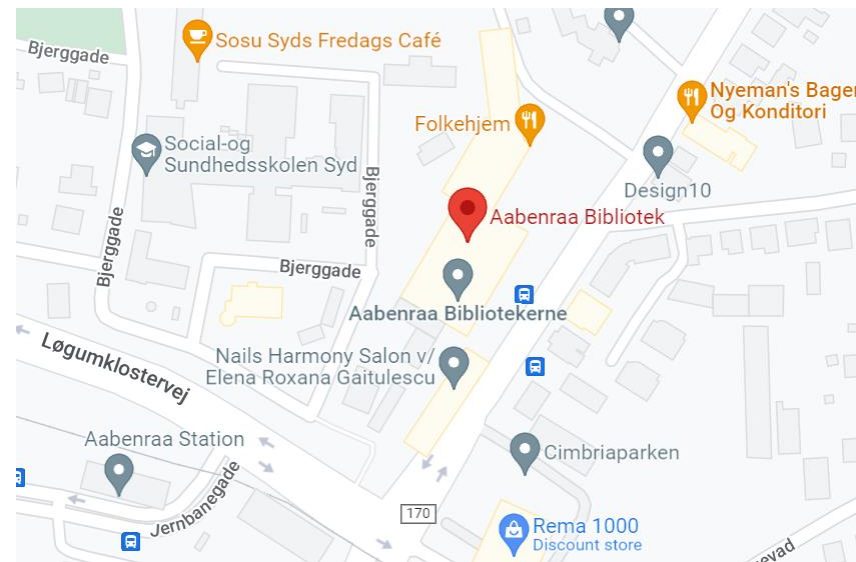 Bjerggade
Sosu Syds Fredags Café
Nyeman's Bager
Og Konditori
Folkehjem
Social-og
Sundhedsskolen Syd
Design10
Bjerggade
Aabenraa Bibliotek
Bjerggade
Bjerggade
Aabenraa Bibliotekerne
Løgumklostervej
Nails Harmony Salon v/
Elena Roxana Gaitulescu
Aabenraa Station
Cimbriaparken
Jernbanegade
170
Rema 1000
Discount store
evad